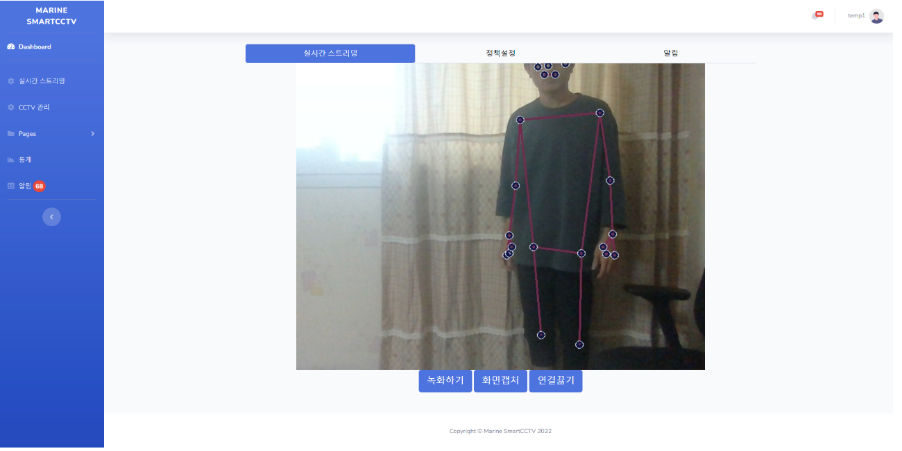 MARINE
SMARTCCTV
Dashboard
실시간 스트리밍
CCTV 관리
Pages
통계
알림 68
temp1
실시간 스트리밍 정책설정 알림
녹화하기 화면캡처 연결끊기
Copyright © Marine SmartCCTV 2022